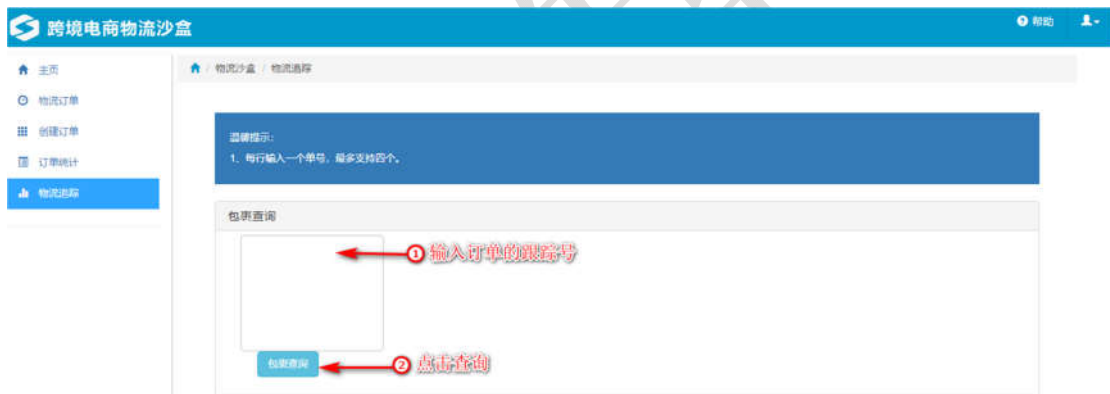 跨境电商物流沙盒
帮助
主页
物流沙盒 / 物流追踪
物流订单
创建订单
订单统计
物流追踪
温馨提示:
1、每行输入一个单号，最多支持四个。
包裹查询
① 输入订单的跟踪号
包裹查询
② 点击查询